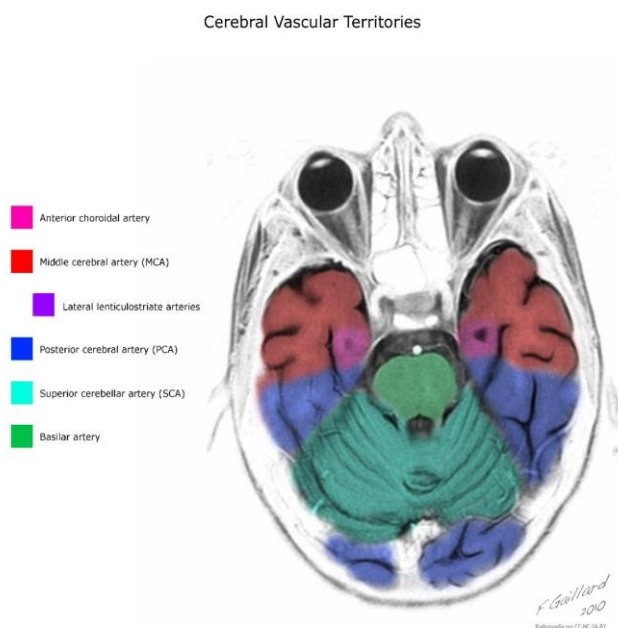 Cerebral Vascular Territories
Anterior choroidal artery
Middle cerebral artery (MCA)
Lateral lenticulostriate arteries
Posterior cerebral artery (PCA)
Superior cerebellar artery (SCA)
Basilar artery
F Gaillard
2010